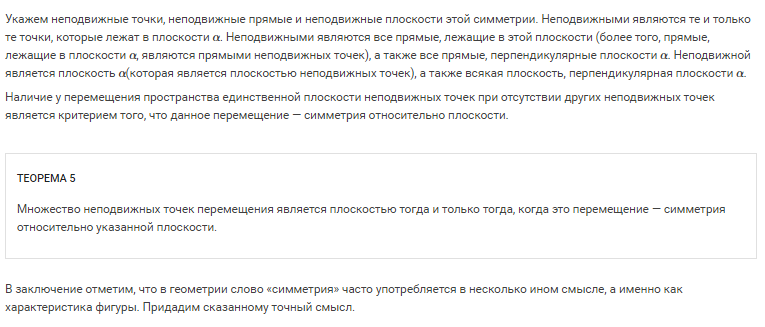 Укажем неподвижные точки, неподвижные прямые и неподвижные плоскости этой симметрии. Неподвижными являются те и только
те точки, которые лежат в плоскости α. Неподвижными являются все прямые, лежащие в этой плоскости (более того, прямые,
лежащие в плоскости α, являются прямыми неподвижных точек), а также все прямые, перпендикулярные плоскости α. Неподвижной
является плоскость α(которая является плоскостью неподвижных точек), а также всякая плоскость, перпендикулярная плоскости α.
Наличие у перемещения пространства единственной плоскости неподвижных точек при отсутствии других неподвижных точек
является критерием того, что данное перемещение — симметрия относительно плоскости.
ТЕОРЕМА 5
Множество неподвижных точек перемещения является плоскостью тогда и только тогда, когда это перемещение — симметрия
относительно указанной плоскости.
В заключение отметим, что в геометрии слово «симметрия» часто употребляется в несколько ином смысле, а именно как
характеристика фигуры. Придадим сказанному точный смысл.